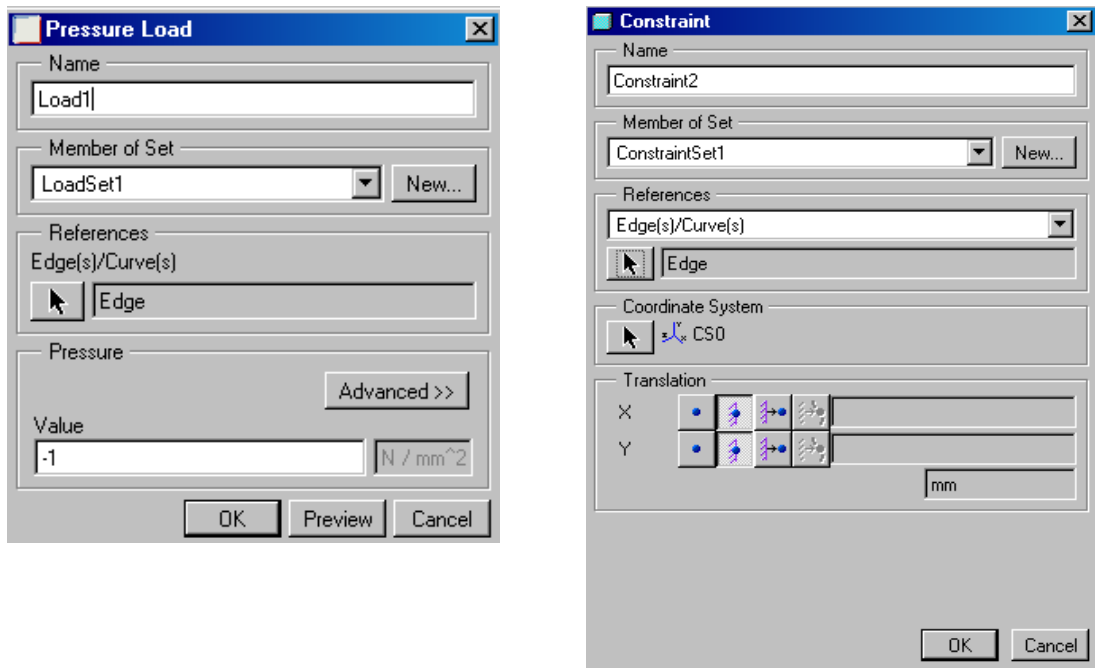 Pressure Load
Name
Load1
Member of Set
LoadSet1
New...
References
Edge(s)/Curve(s)
Edge
Pressure
Advanced >>
Value
-1
N / mm^2
OK
Preview
Cancel
Constraint
Name
Constraint2
Member of Set
ConstraintSet1
New...
References
Edge(s)/Curve(s)
Edge
Coordinate System
CS0
Translation
X
Y
mm
OK
Cancel